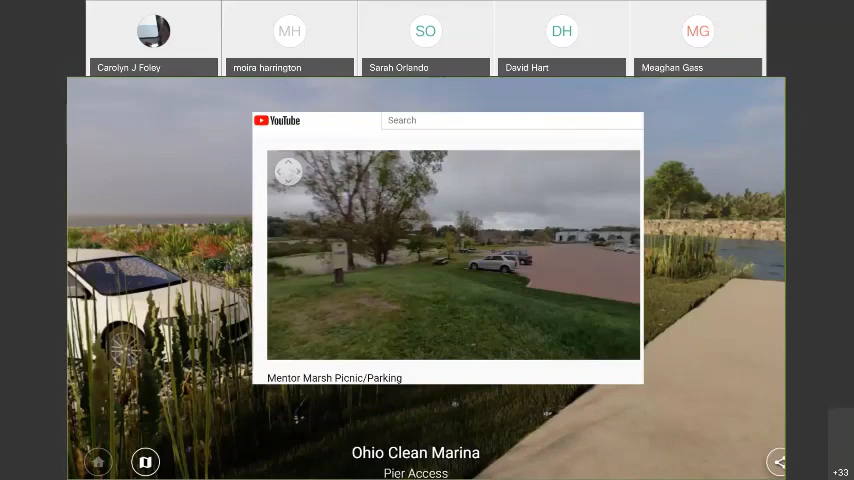 MH
SO
DH
MG
Carolyn J Foley
moira harrington
Sarah Orlando
David Hart
Meaghan Gass
YouTube
Search
Mentor Marsh Picnic/Parking
Ohio Clean Marina
Pier Access
+33